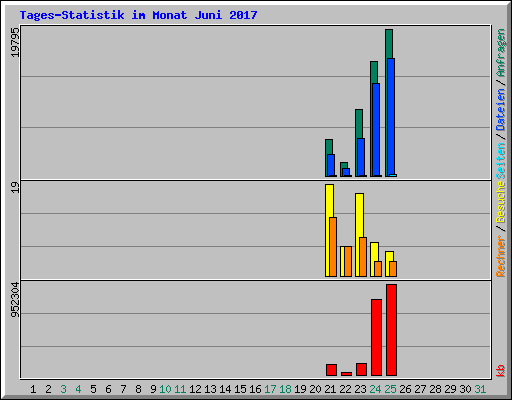 Tages-Statistik im Monat Juni 2017
19795
19
952304
Rechner / Besuche Seiten / Dateien / Anfragen
kb
1 2 3 4 5 6 7 8 9 10 11 12 13 14 15 16 17 18 19 20 21 22 23 24 25 26 27 28 29 30 31